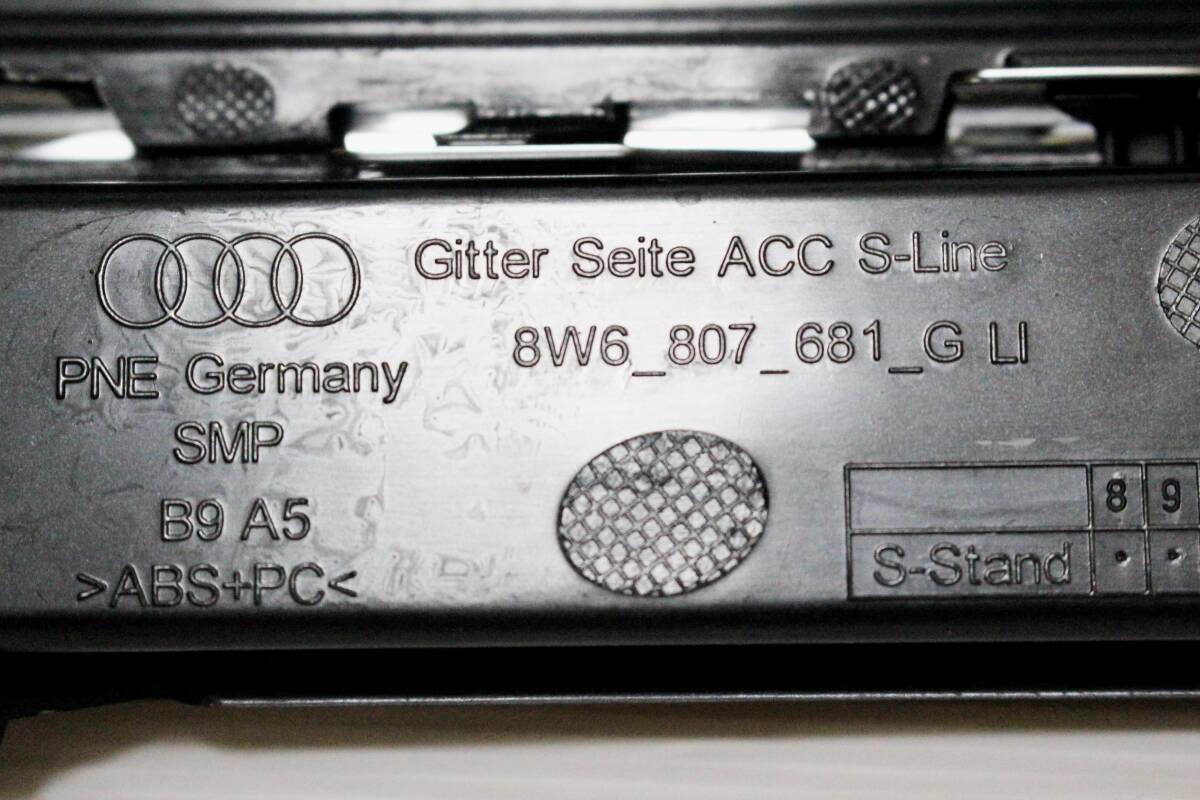 Gitter Seite ACC S-Line
8W6_807_681_G LI
PNE Germany
SMP
B9 A5
>ABS+PC<
8 9
S-Stand • •